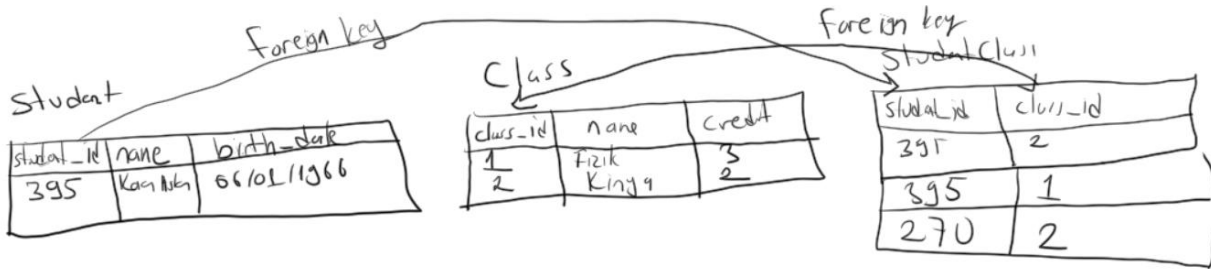 Foreign key
Foreign key
Student
student_id name birth_date
395 06/01/1966
Class
class_id name credit
1 Fizik 3
2 Kimya 2
StudentClass
student_id class_id
395 2
395 1
270 2